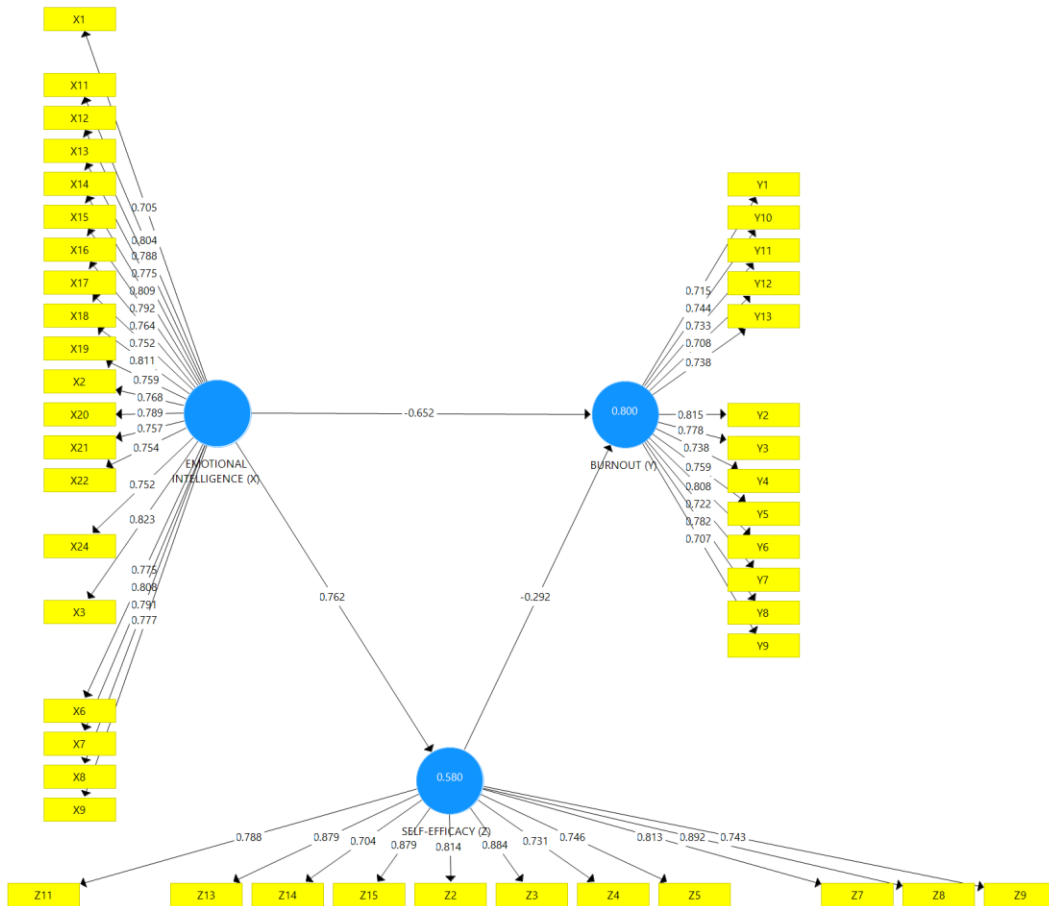 X1
X11
X12
X13
X14
X15
X16
X17
X18
X19
X2
X20
X21
X22
X24
X3
X6
X7
X8
X9
0.705
0.804
0.788
0.775
0.809
0.792
0.764
0.752
0.811
0.759
0.768
0.789
0.757
0.754
0.752
0.823
0.775
0.808
0.791
0.777
EMOTIONAL
INTELLIGENCE (X)
-0.652
0.762
-0.292
0.800
BURNOUT (Y)
0.715
0.744
0.733
0.708
0.738
0.815
0.778
0.738
0.759
0.808
0.722
0.782
0.707
Y1
Y10
Y11
Y12
Y13
Y2
Y3
Y4
Y5
Y6
Y7
Y8
Y9
0.580
SELF-EFFICACY (Z)
0.788
0.879
0.704
0.879
0.814
0.884
0.731
0.746
0.813
0.892
0.743
Z11
Z13
Z14
Z15
Z2
Z3
Z4
Z5
Z7
Z8
Z9